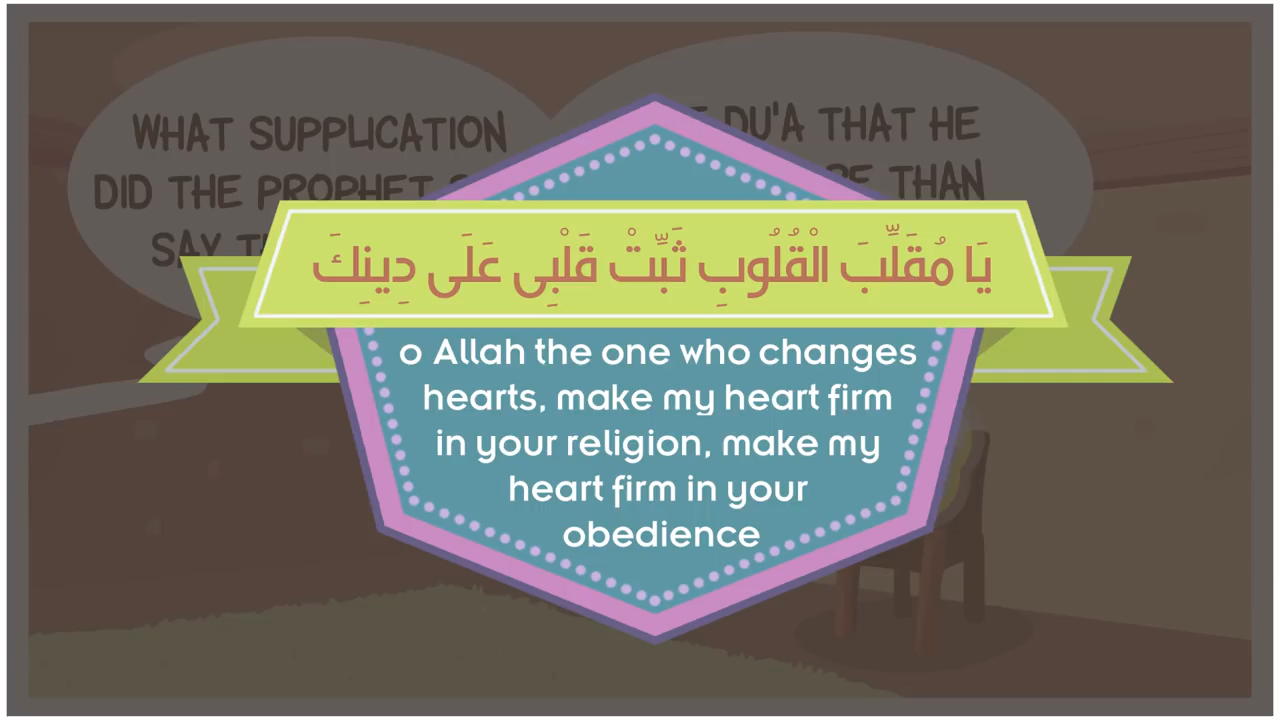 WHAT SUPPLICATION
DID THE PROPHET
SAY
DU'A THAT HE
THAN
يَا مُقَلِّبَ الْقُلُوبِ ثَبِّتْ قَلْبِى عَلَى دِينِكَ
o Allah the one who changes
hearts, make my heart firm
in your religion, make my
heart firm in your
obedience